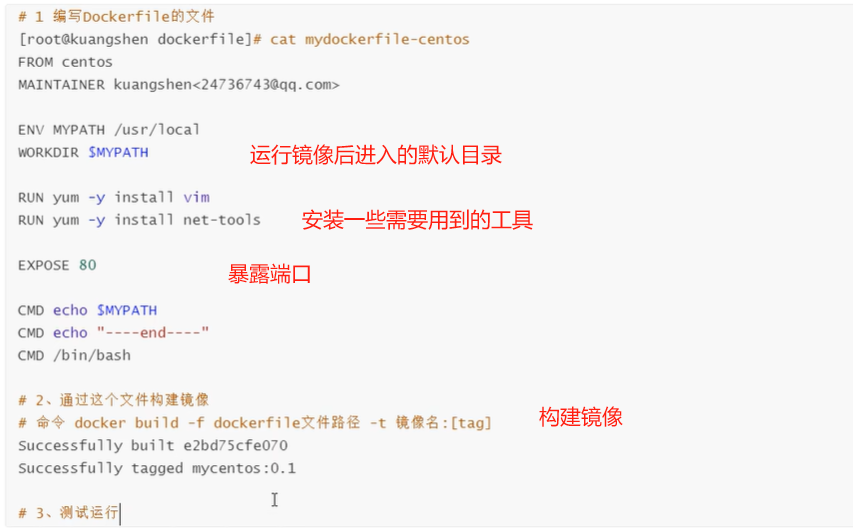 # 1 编写Dockerfile的文件
[root@kuangshen dockerfile]# cat mydockerfile-centos
FROM centos
MAINTAINER kuangshen<24736743@qq.com>
ENV MYPATH /usr/local
WORKDIR $MYPATH
运行镜像后进入的默认目录
RUN yum -y install vim
RUN yum -y install net-tools
安装一些需要用到的工具
EXPOSE 80
暴露端口
CMD echo $MYPATH
CMD echo "----end----"
CMD /bin/bash
# 2、通过这个文件构建镜像
# 命令 docker build -f dockerfile文件路径 -t 镜像名:[tag]
构建镜像
Successfully built e2bd75cfe070
Successfully tagged mycentos:0.1
# 3、测试运行